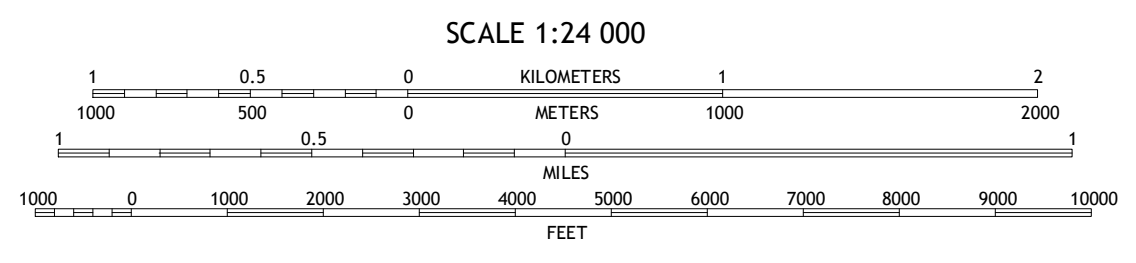 SCALE 1:24 000
1 0.5 0 KILOMETERS 1 2
1000 500 0 METERS 1000 2000
1 0.5 0 1
MILES
1000 0 1000 2000 3000 4000 5000 6000 7000 8000 9000 10000
FEET